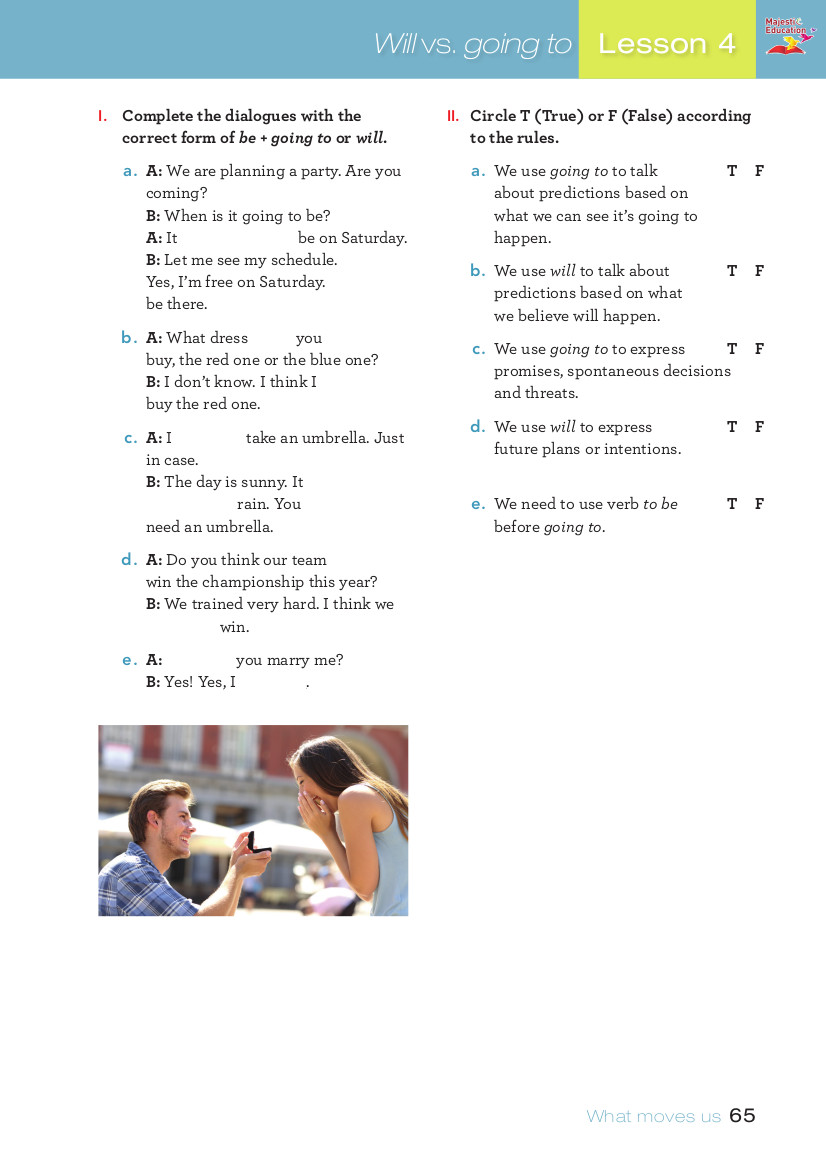 Will vs. going to
Lesson 4
Majestic
Education
I. Complete the dialogues with the
correct form of be + going to or will.
a. A: We are planning a party. Are you
coming?
B: When is it going to be?
A: It be on Saturday.
B: Let me see my schedule.
Yes, I’m free on Saturday.
be there.
b. A: What dress you
buy, the red one or the blue one?
B: I don’t know. I think I
buy the red one.
c. A: I take an umbrella. Just
in case.
B: The day is sunny. It
rain. You
need an umbrella.
d. A: Do you think our team
win the championship this year?
B: We trained very hard. I think we
win.
e. A: you marry me?
B: Yes! Yes, I .
II. Circle T (True) or F (False) according
to the rules.
a. We use going to to talk T F
about predictions based on
what we can see it’s going to
happen.
b. We use will to talk about T F
predictions based on what
we believe will happen.
c. We use going to to express T F
promises, spontaneous decisions
and threats.
d. We use will to express T F
future plans or intentions.
e. We need to use verb to be T F
before going to.
What moves us 65